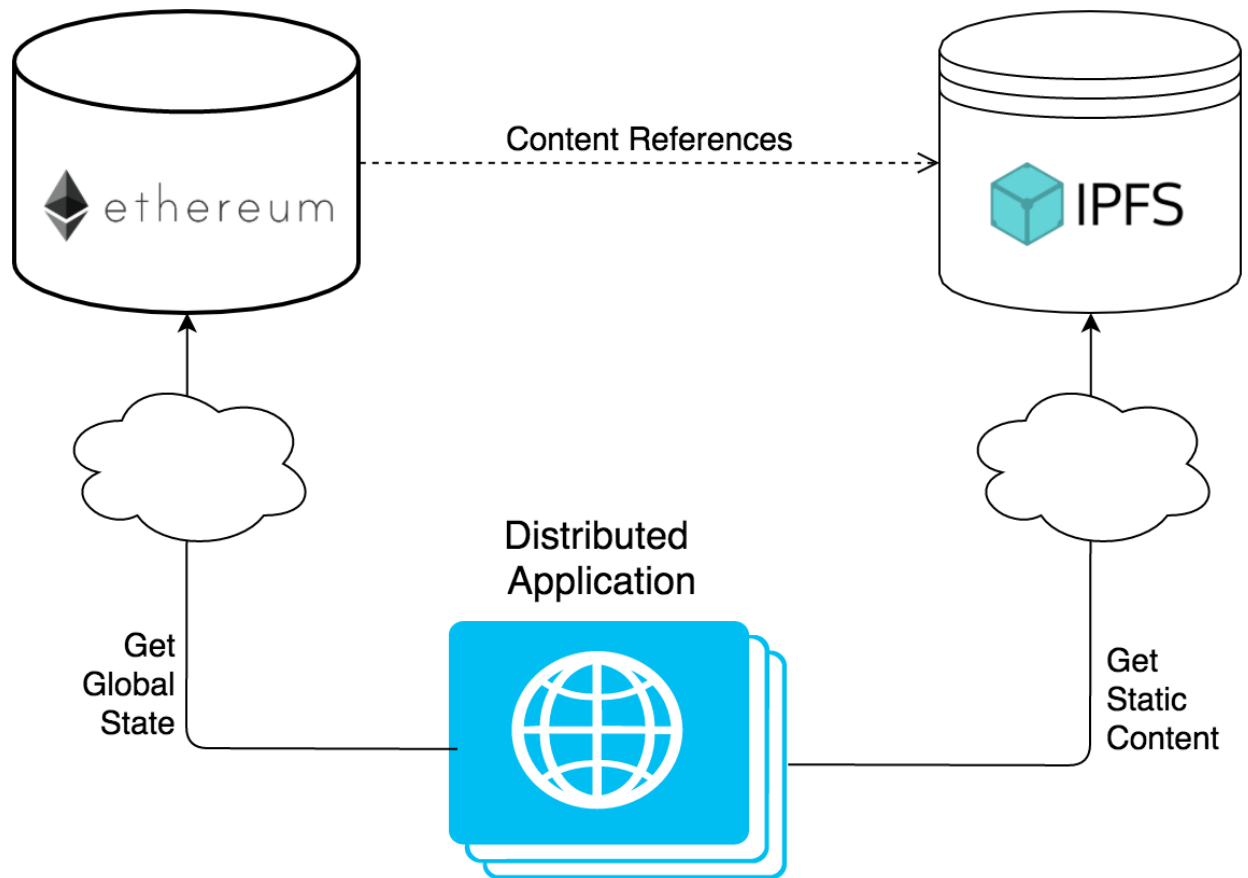 Content References
ethereum
IPFS
Distributed
Application
Get
Global
State
Get
Static
Content